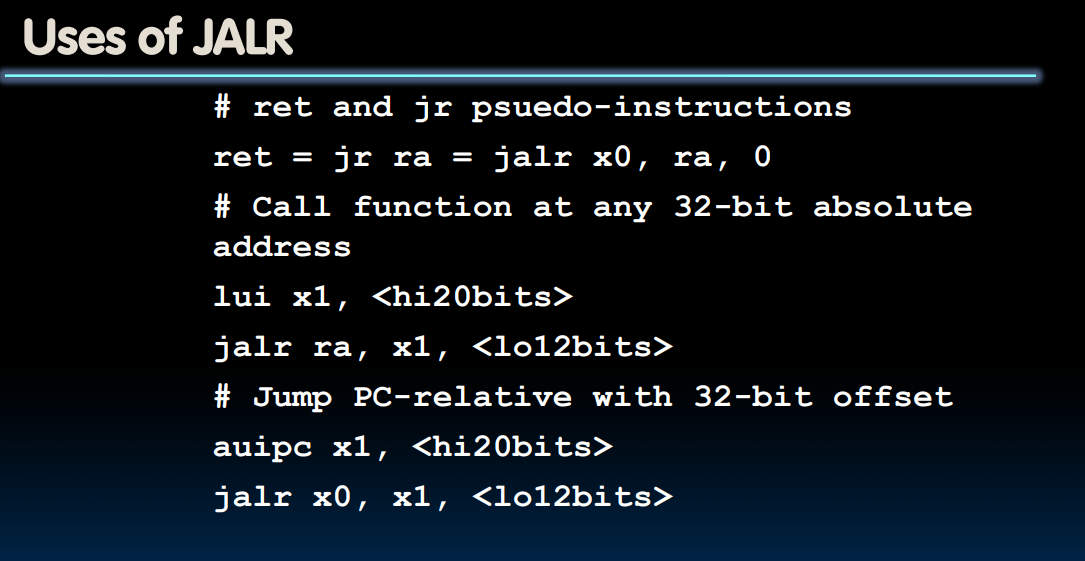 Uses of JALR
# ret and jr psuedo-instructions
ret = jr ra = jalr x0, ra, 0
# Call function at any 32-bit absolute
address
lui x1, <hi20bits>
jalr ra, x1, <lo12bits>
# Jump PC-relative with 32-bit offset
auipc x1, <hi20bits>
jalr x0, x1, <lo12bits>